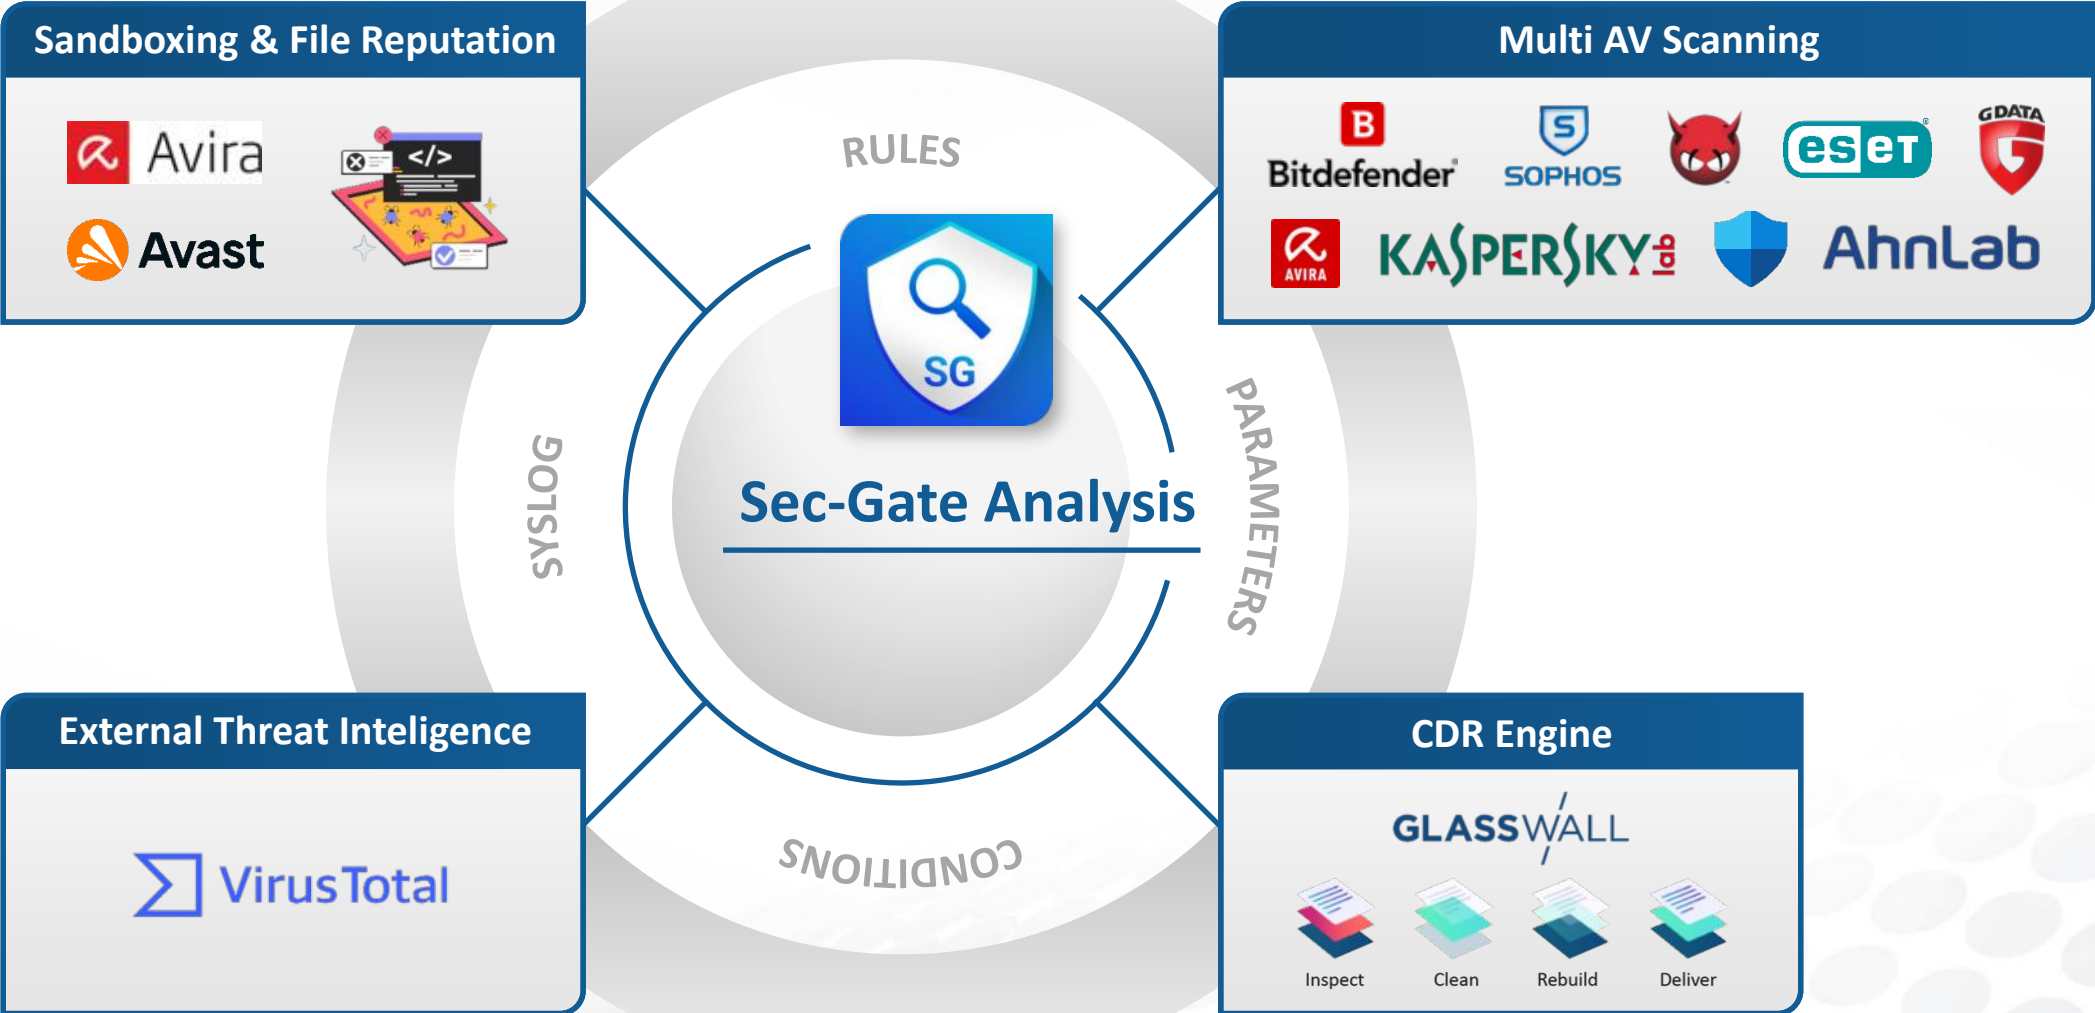 Sandboxing & File Reputation
Avira
</>
Avast
Multi AV Scanning
B
Bitdefender
S
SOPHOS
eseT
GDATA
G
AVIRA
KASPERSKY lab
AhnLab
RULES
PARAMETERS
CONDITIONS
SYSLOG
SG
Sec-Gate Analysis
External Threat Inteligence
VirusTotal
CDR Engine
GLASSWALL
Inspect
Clean
Rebuild
Deliver